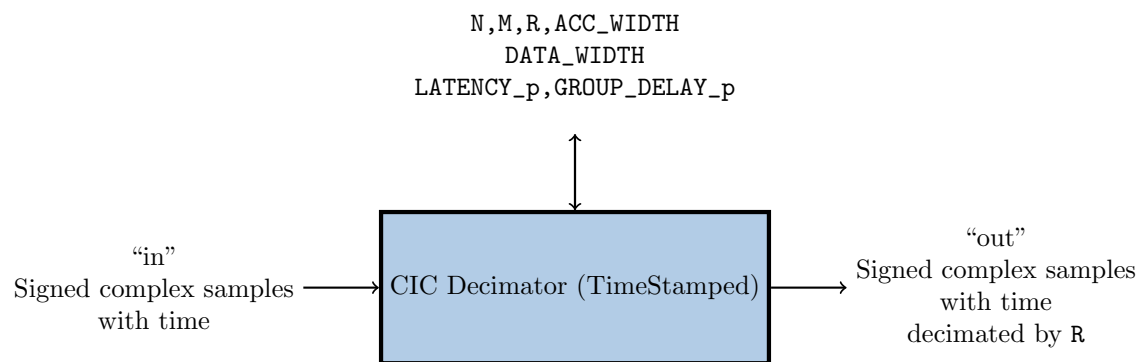 N,M,R,ACC_WIDTH
DATA_WIDTH
LATENCY_p,GROUP_DELAY_p
“in”
Signed complex samples
with time
CIC Decimator (TimeStamped)
“out”
Signed complex samples
with time
decimated by R